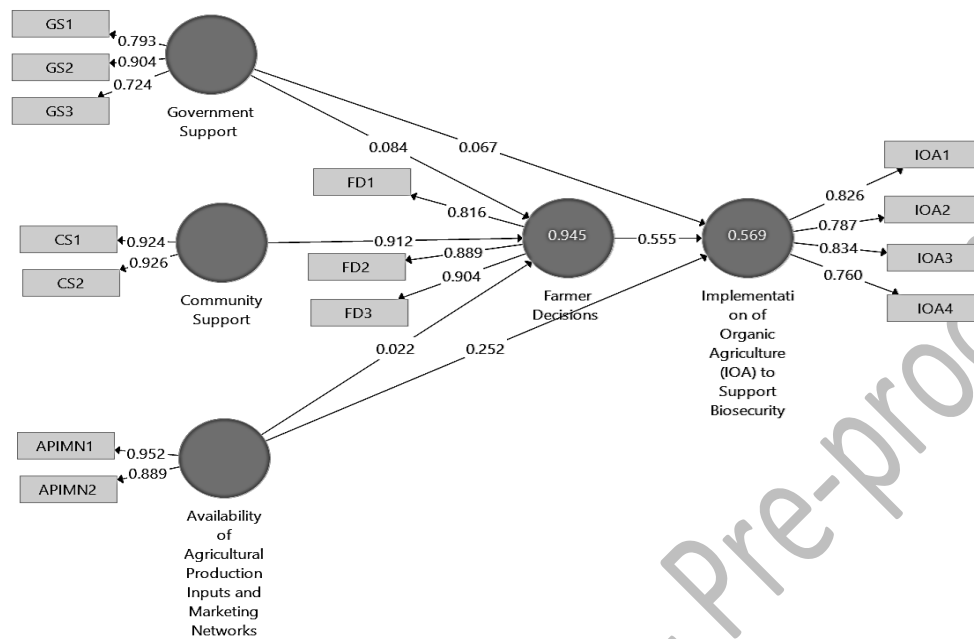 GS1
0.793
GS2
0.904
0.724
GS3
Government
Support
0.084
0.067
FD1
0.816
CS1
0.924
0.926
CS2
Community
Support
0.912
FD2
0.889
0.904
FD3
0.945
Farmer
Decisions
0.555
0.569
Implementati
on of
Organic
Agriculture
(IOA) to
Support
Biosecurity
IOA1
0.826
IOA2
0.787
0.834
IOA3
0.760
IOA4
0.022
0.252
APIMN1
0.952
0.889
APIMN2
Availability
of
Agricultural
Production
Inputs and
Marketing
Networks